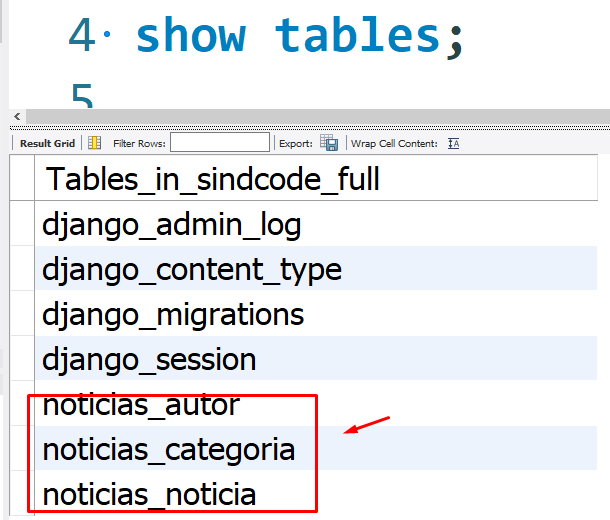 4 show tables;
5
Result Grid Filter Rows: Export: Wrap Cell Content: IA
Tables_in_sindcode_full
django_admin_log
django_content_type
django_migrations
django_session
noticias_autor
noticias_categoria
noticias_noticia